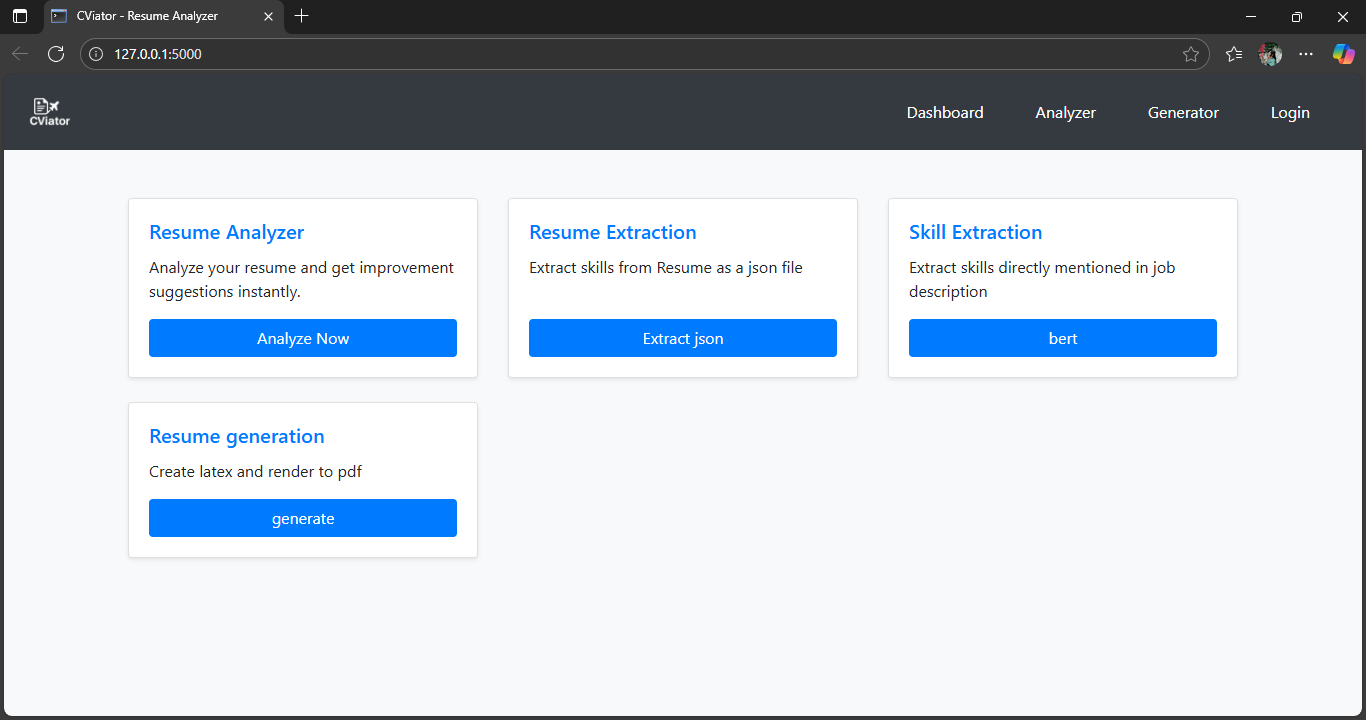 CViator - Resume Analyzer
127.0.0.1:5000
CViator
Dashboard
Analyzer
Generator
Login
Resume Analyzer
Analyze your resume and get improvement
suggestions instantly.
Analyze Now
Resume Extraction
Extract skills from Resume as a json file
Extract json
Skill Extraction
Extract skills directly mentioned in job
description
bert
Resume generation
Create latex and render to pdf
generate